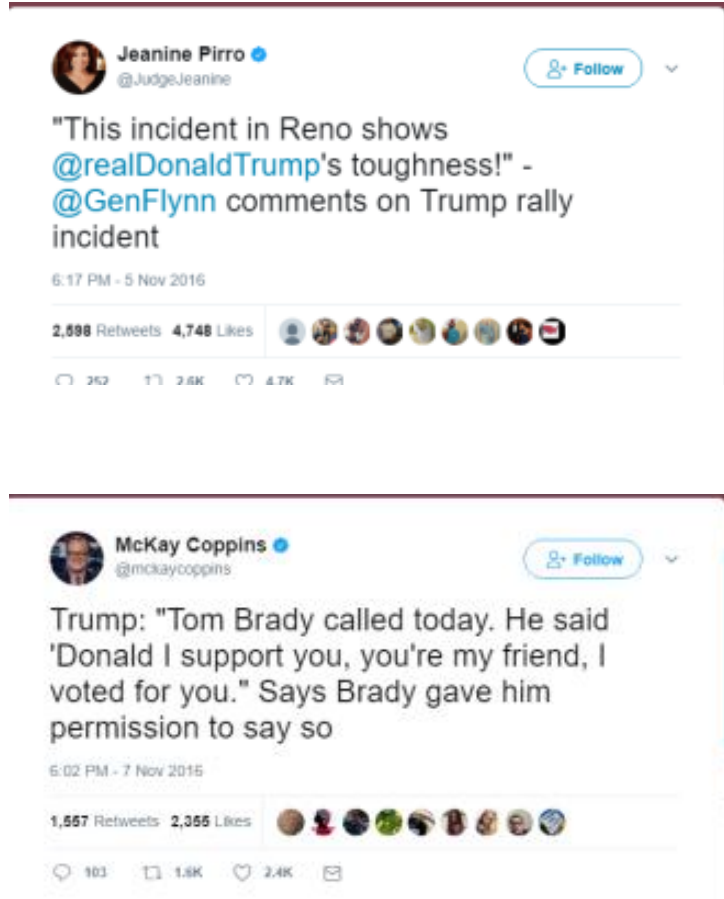 Jeanine Pirro
@JudgeJeanine
Follow
"This incident in Reno shows
@realDonaldTrump's toughness!" -
@GenFlynn comments on Trump rally
incident
6:17 PM - 5 Nov 2016
2,698 Retweets 4,748 Likes
252 2.6K 4.7K
McKay Coppins
@mckaycoppins
Follow
Trump: "Tom Brady called today. He said
'Donald I support you, you're my friend, I
voted for you." Says Brady gave him
permission to say so
6:02 PM - 7 Nov 2016
1,557 Retweets 2,355 Likes
103 1.6K 2.4K